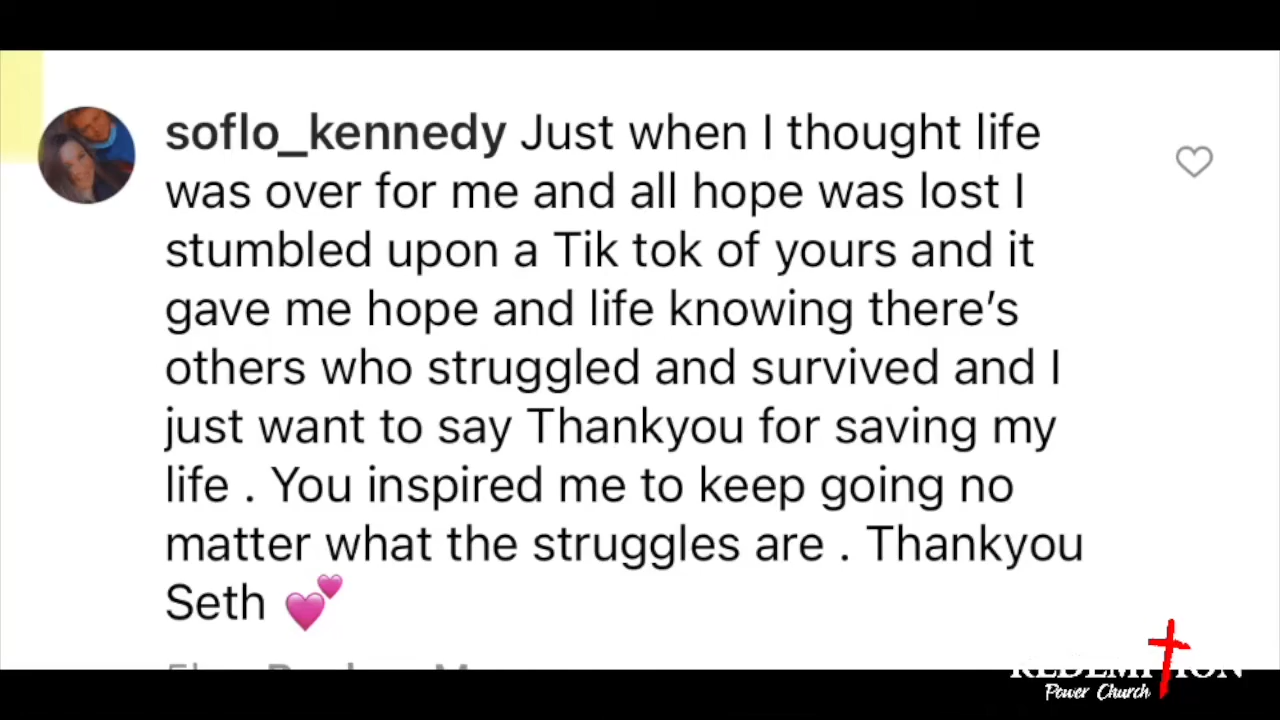 soflo_kennedy Just when I thought life
was over for me and all hope was lost I
stumbled upon a Tik tok of yours and it
gave me hope and life knowing there's
others who struggled and survived and I
just want to say Thankyou for saving my
life . You inspired me to keep going no
matter what the struggles are . Thankyou
Seth 💕
REDEMPTION
Power Church